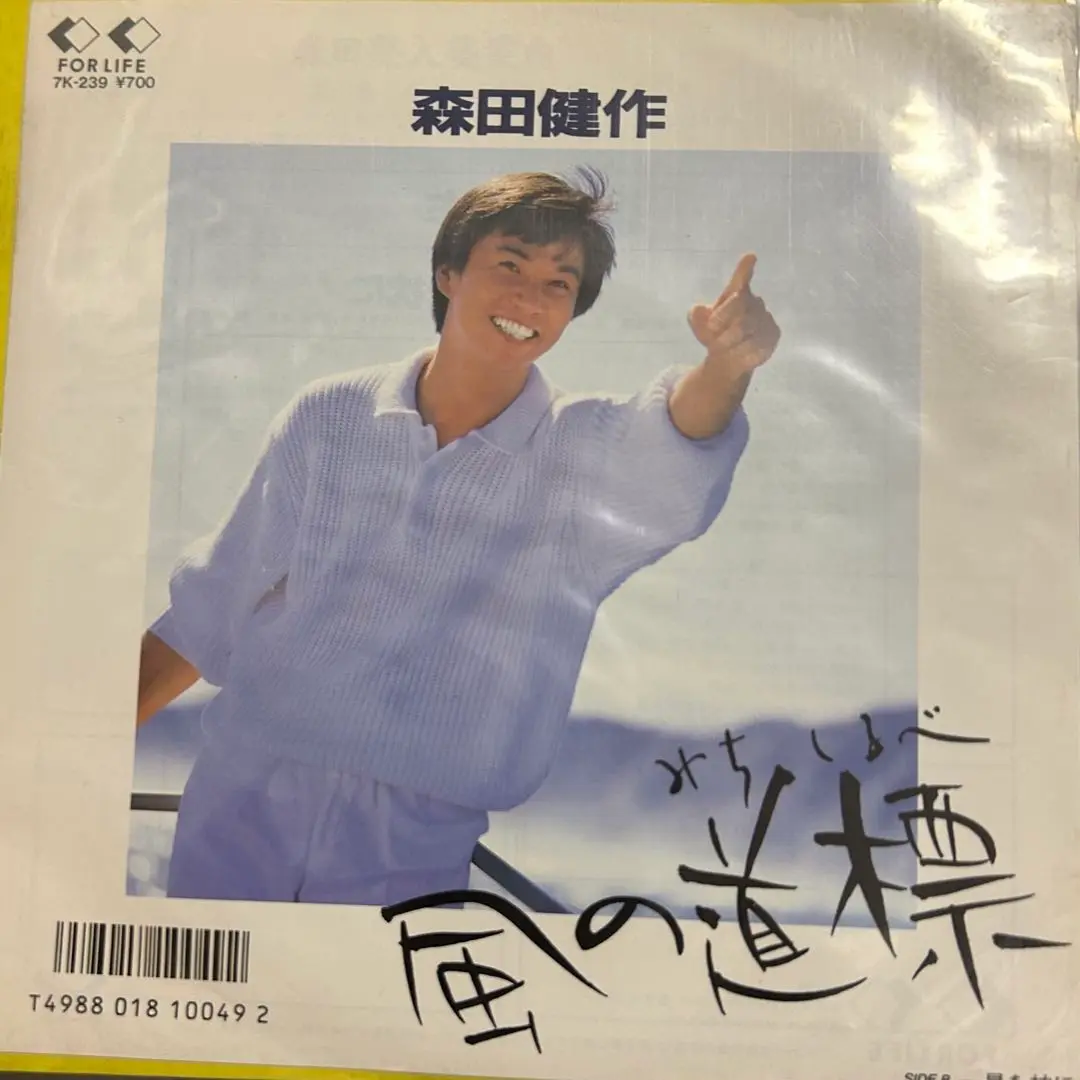 FOR LIFE
7K-239 ¥700
森田健作
みちしるべ
風の道標
T4988 018 10049 2
SIDE B